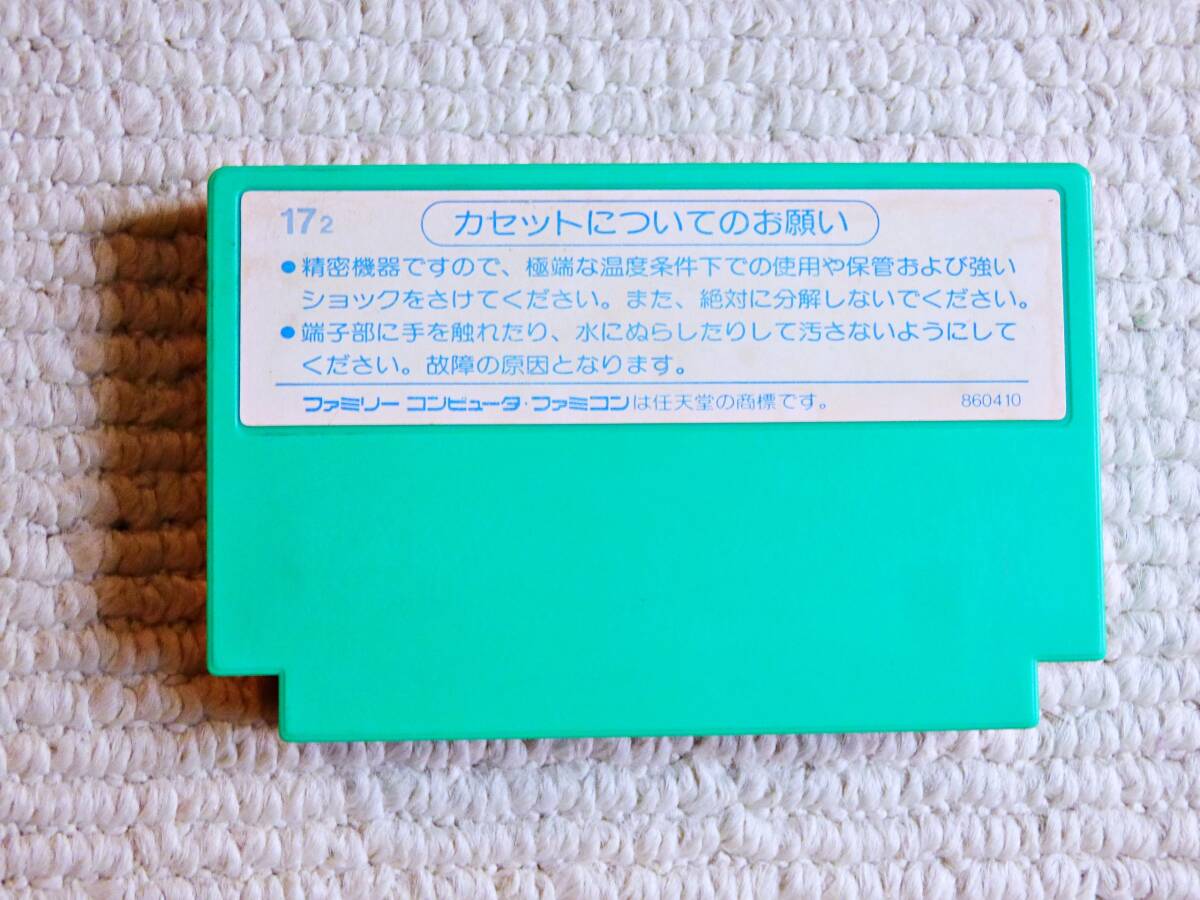 172
カセットについてのお願い
●精密機器ですので、極端な温度条件下での使用や保管および強い
ショックをさけてください。また、絶対に分解しないでください。
●端子部に手を触れたり、水にぬらしたりして汚さないようにして
ください。故障の原因となります。
ファミリー コンピュータ・ファミコンは任天堂の商標です。 860410